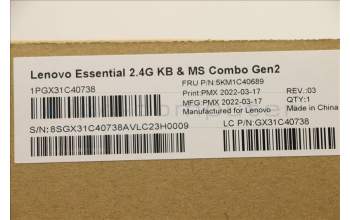 Lenovo Essential 2.4G KB & MS Combo Gen2
FRU P/N:5KM1C40689
1PGX31C40738
Print:PMX 2022-03-17
REV.:03
MFG:PMX 2022-03-17
QTY:1
Manufactured for Lenovo
Made in China
S/N:8SGX31C40738AVLC23H0009
LC P/N:GX31C40738